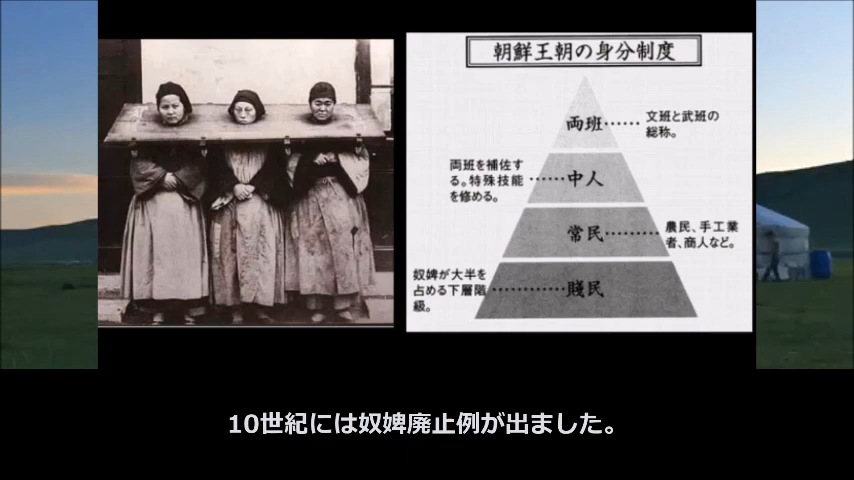 朝鮮王朝の身分制度
両班……
文班と武班の
総称。
両班を補佐す
る。特殊技能
を修める。
……中人
常民………
農民、手工業
者、商人など。
奴婢が大半を
占める下層階
級。
…………賤民
10世紀には奴婢廃止例が出ました。